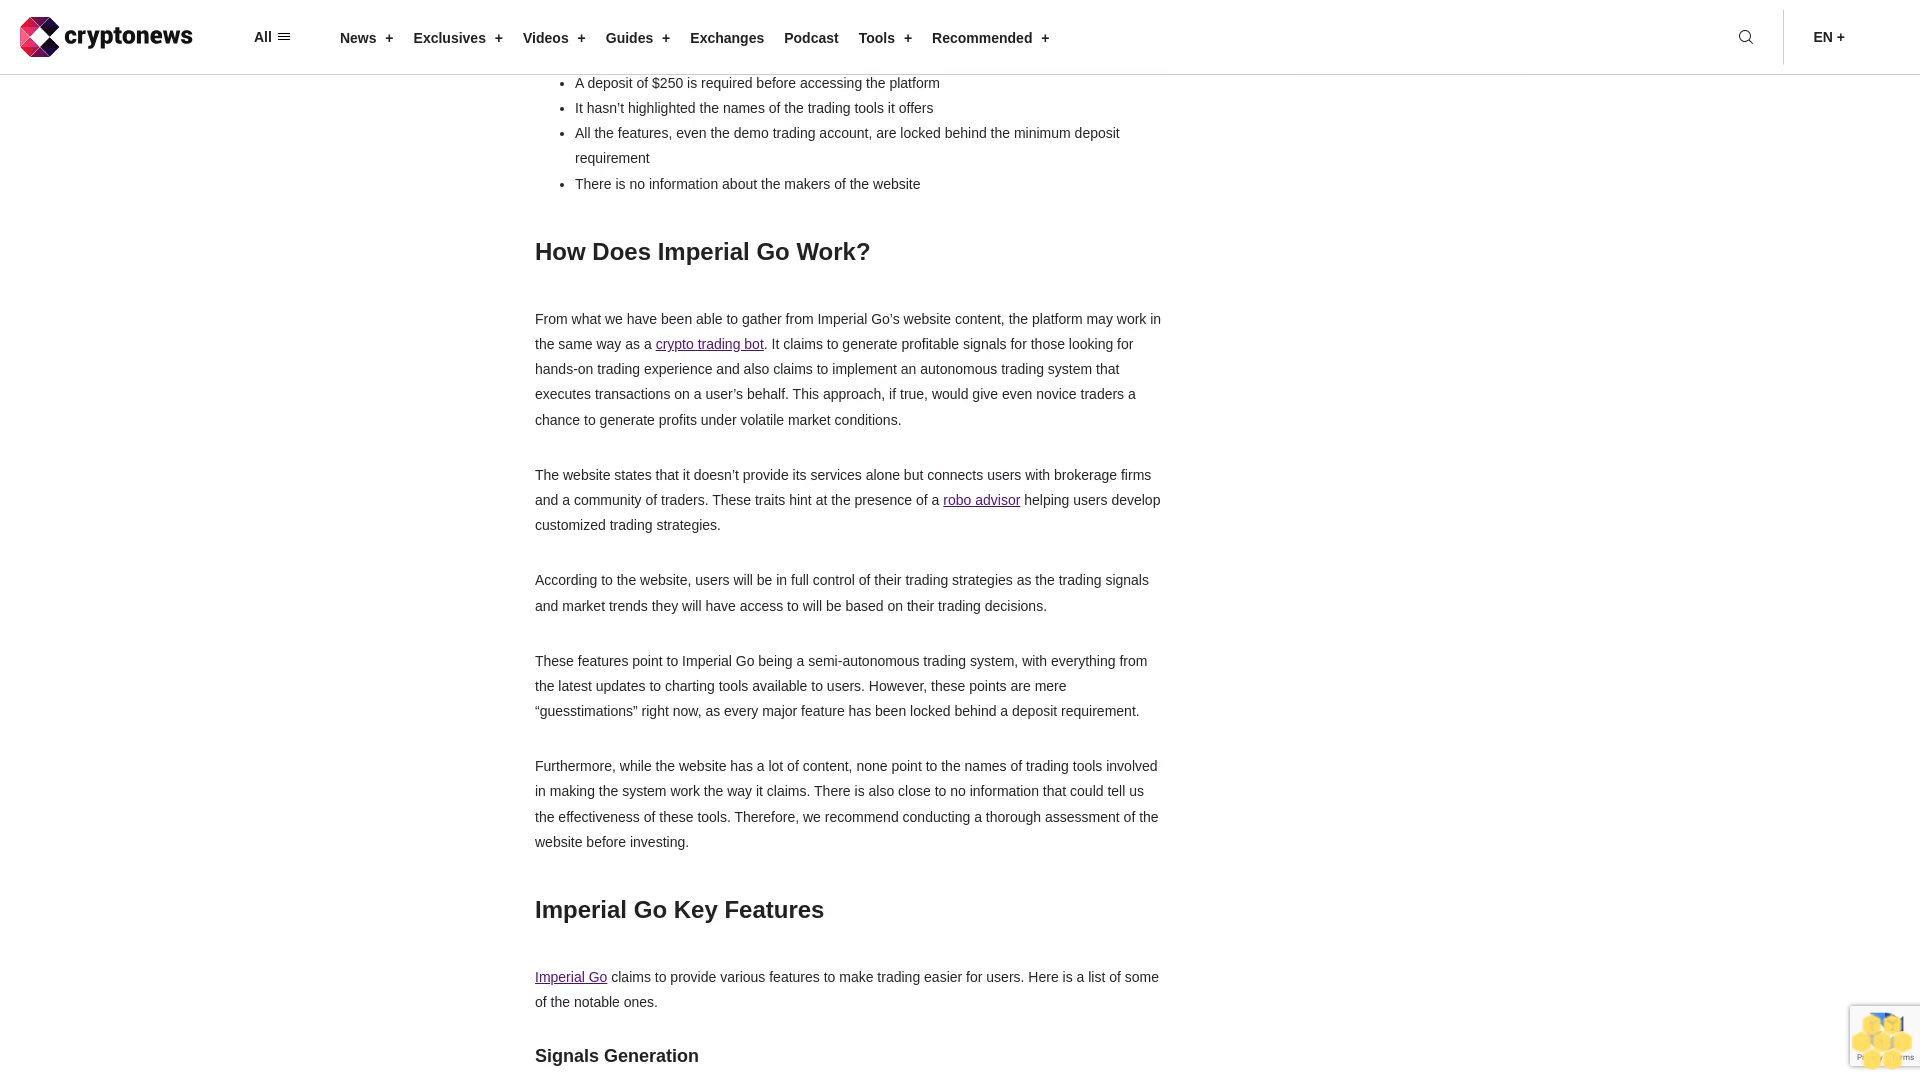 cryptonews
All
News +
Exclusives +
Videos +
Guides +
Exchanges
Podcast
Tools +
Recommended +
EN +
A deposit of $250 is required before accessing the platform
It hasn’t highlighted the names of the trading tools it offers
All the features, even the demo trading account, are locked behind the minimum deposit
requirement
There is no information about the makers of the website
How Does Imperial Go Work?
From what we have been able to gather from Imperial Go’s website content, the platform may work in
the same way as a crypto trading bot. It claims to generate profitable signals for those looking for
hands-on trading experience and also claims to implement an autonomous trading system that
executes transactions on a user’s behalf. This approach, if true, would give even novice traders a
chance to generate profits under volatile market conditions.
The website states that it doesn’t provide its services alone but connects users with brokerage firms
and a community of traders. These traits hint at the presence of a robo advisor helping users develop
customized trading strategies.
According to the website, users will be in full control of their trading strategies as the trading signals
and market trends they will have access to will be based on their trading decisions.
These features point to Imperial Go being a semi-autonomous trading system, with everything from
the latest updates to charting tools available to users. However, these points are mere
“guesstimations” right now, as every major feature has been locked behind a deposit requirement.
Furthermore, while the website has a lot of content, none point to the names of trading tools involved
in making the system work the way it claims. There is also close to no information that could tell us
the effectiveness of these tools. Therefore, we recommend conducting a thorough assessment of the
website before investing.
Imperial Go Key Features
Imperial Go claims to provide various features to make trading easier for users. Here is a list of some
of the notable ones.
Signals Generation